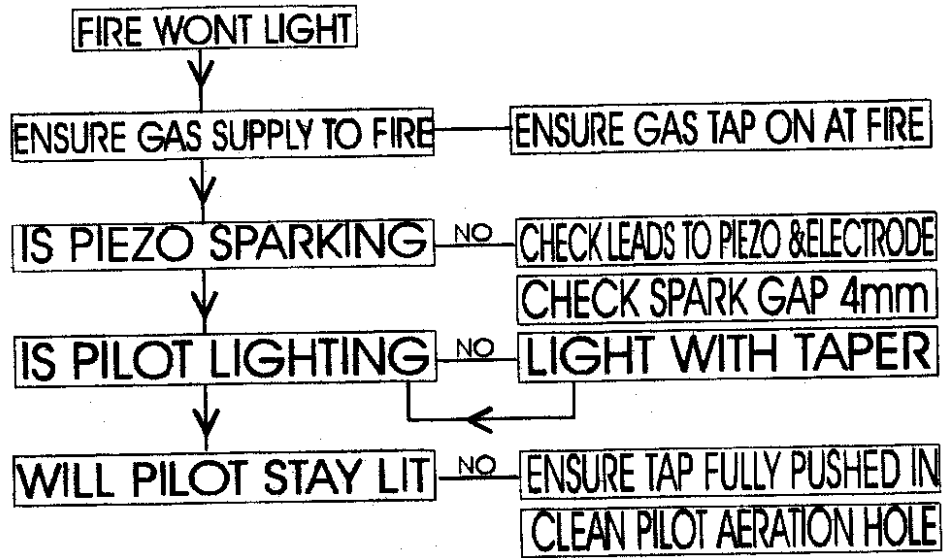 FIRE WONT LIGHT
ENSURE GAS SUPPLY TO FIRE
ENSURE GAS TAP ON AT FIRE
IS PIEZO SPARKING
NO
CHECK LEADS TO PIEZO &ELECTRODE
CHECK SPARK GAP 4mm
IS PILOT LIGHTING
NO
LIGHT WITH TAPER
WILL PILOT STAY LIT
NO
ENSURE TAP FULLY PUSHED IN
CLEAN PILOT AERATION HOLE